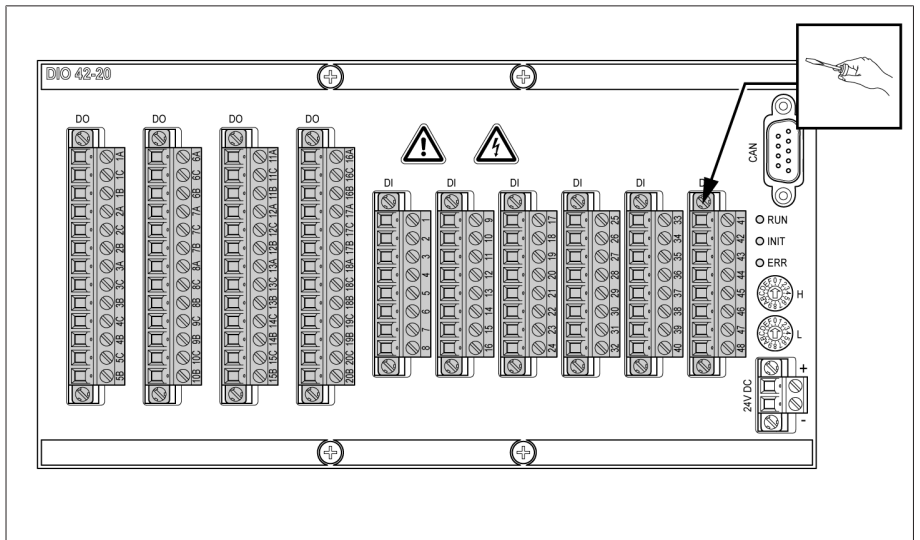 DIO 42-20
DO
1A
1C
1B
2A
2C
2B
3A
3C
3B
4C
4B
5C
5B
DO
6A
6C
6B
7A
7C
7B
8A
8C
8B
9C
9B
10C
10B
DO
11A
11C
11B
12A
12C
12B
13A
13C
13B
14C
14B
15C
15B
DO
16A
16C
16B
17A
17C
17B
18A
18C
18B
19C
19B
20C
20B
DI
1
2
3
4
5
6
7
8
DI
9
10
11
12
13
14
15
16
DI
17
18
19
20
21
22
23
24
DI
25
26
27
28
29
30
31
32
DI
33
34
35
36
37
38
39
40
DI
41
42
43
44
45
46
47
48
CAN
RUN
INIT
ERR
H
L
24V DC
+
-